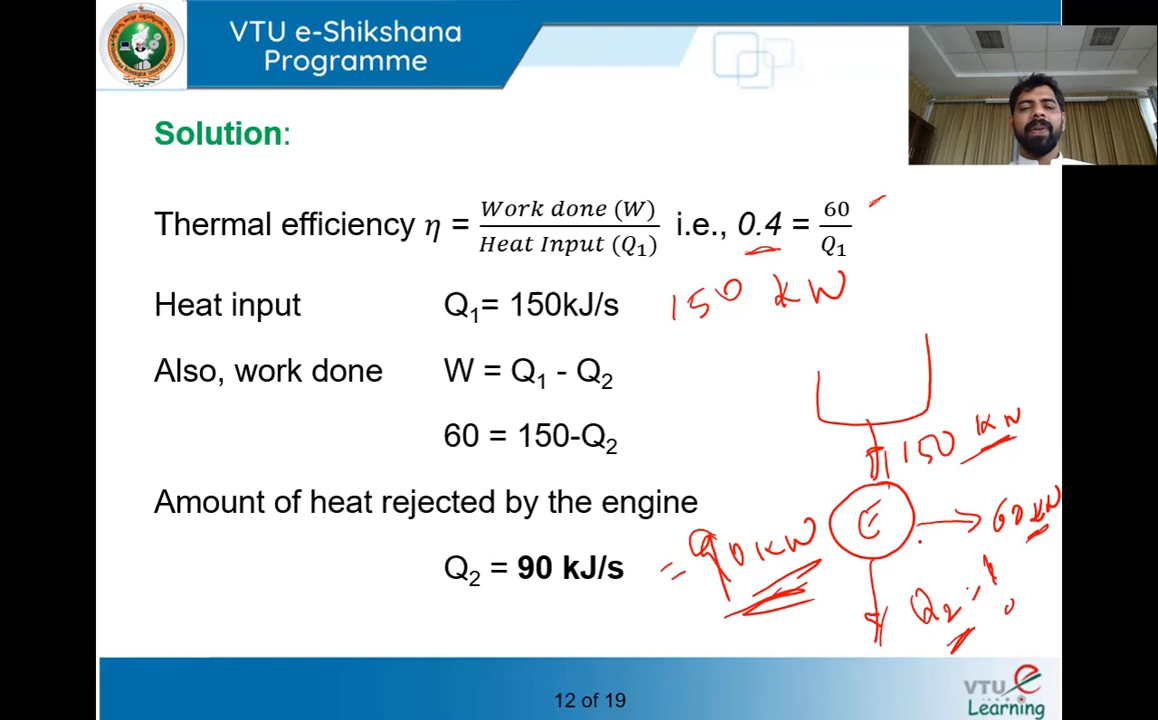 VTU e-Shikshana
Programme
Solution:
Thermal efficiency η = Work done (W) / Heat Input (Q₁) i.e., 0.4 = 60 / Q₁
Heat input Q₁= 150kJ/s 150 kW
Also, work done W = Q₁ - Q₂
150 KW
60 = 150-Q₂
Amount of heat rejected by the engine
E 60 KW
Q₂ = 90 kJ/s = 90 KW
Q₂ = ?
12 of 19
VTU e
Learning